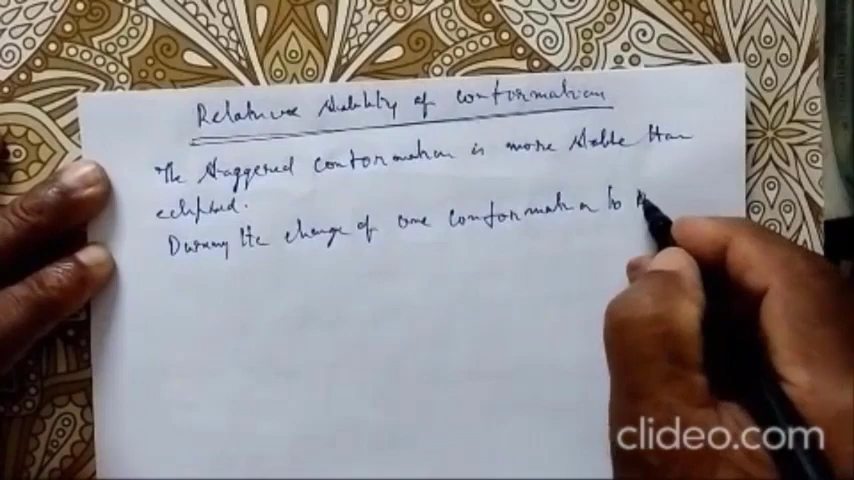 Relative stability of conformation
The staggered conformation is more stable than
eclipsed.
During the change of one conformation to
clideo.com